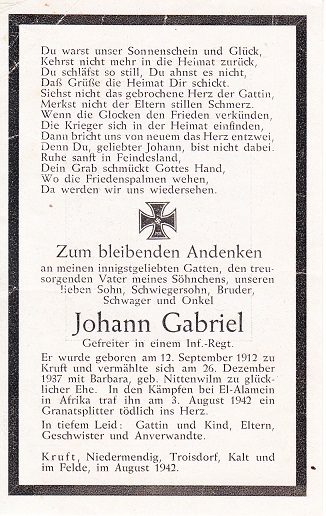 Du warst unser Sonnenschein und Glück,
Kehrst nicht mehr in die Heimat zurück,
Du schläfst so still, Du ahnst es nicht,
Daß Grüße die Heimat Dir schickt.
Siehst nicht das gebrochene Herz der Gattin,
Merkst nicht der Eltern stillen Schmerz.
Wenn die Glocken den Frieden verkünden,
Die Krieger sich in der Heimat einfinden,
Dann bricht uns von neuem das Herz entzwei,
Denn Du, geliebter Johann, bist nicht dabei.
Ruhe sanft in Feindesland,
Dein Grab schmückt Gottes Hand,
Wo die Friedenspalmen wehen,
Da werden wir uns wiedersehen.
Zum bleibenden Andenken
an meinen innigstgeliebten Gatten, den treu-
sorgenden Vater meines Söhnchens, unseren
lieben Sohn, Schwiegersohn, Bruder,
Schwager und Onkel
Johann Gabriel
Gefreiter in einem Inf.-Regt.
Er wurde geboren am 12. September 1912 zu
Kruft und vermählte sich am 26. Dezember
1937 mit Barbara, geb. Nittenwilm zu glück-
licher Ehe. In den Kämpfen bei El-Alamein
in Afrika traf ihn am 3. August 1942 ein
Granatsplitter tödlich ins Herz.
In tiefem Leid: Gattin und Kind, Eltern,
Geschwister und Anverwandte.
Kruft, Niedermendig, Troisdorf, Kalt und
im Felde, im August 1942.